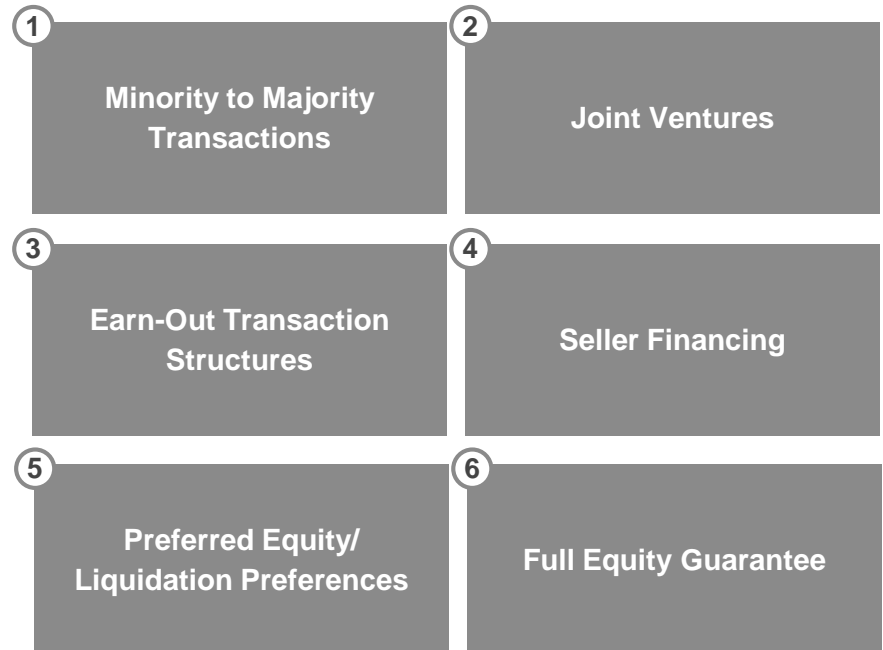 1
Minority to Majority
Transactions
2
Joint Ventures
3
Earn-Out Transaction
Structures
4
Seller Financing
5
Preferred Equity/
Liquidation Preferences
6
Full Equity Guarantee